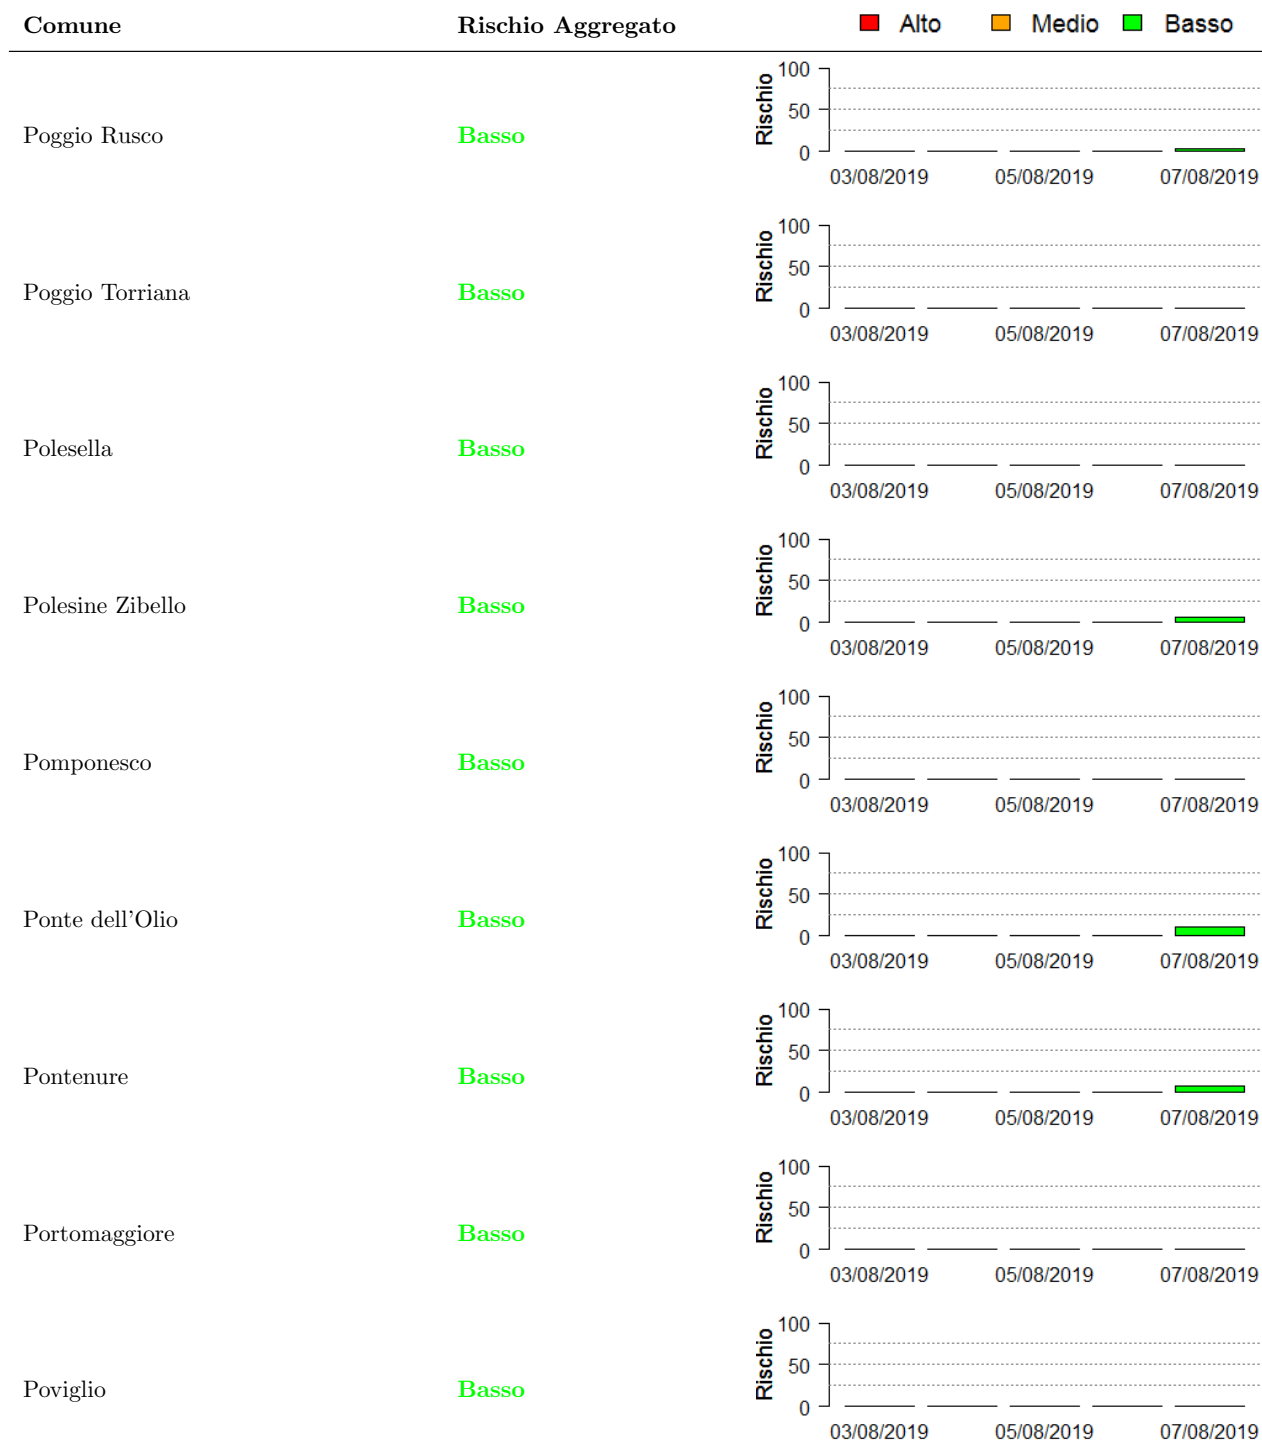 Comune Rischio Aggregato Alto Medio Basso
100
50
0
Rischio
Poggio Rusco Basso
03/08/2019 05/08/2019 07/08/2019
100
50
0
Rischio
Poggio Torriana Basso
03/08/2019 05/08/2019 07/08/2019
100
50
0
Rischio
Polesella Basso
03/08/2019 05/08/2019 07/08/2019
100
50
0
Rischio
Polesine Zibello Basso
03/08/2019 05/08/2019 07/08/2019
100
50
0
Rischio
Pomponesco Basso
03/08/2019 05/08/2019 07/08/2019
100
50
0
Rischio
Ponte dell'Olio Basso
03/08/2019 05/08/2019 07/08/2019
100
50
0
Rischio
Pontenure Basso
03/08/2019 05/08/2019 07/08/2019
100
50
0
Rischio
Portomaggiore Basso
03/08/2019 05/08/2019 07/08/2019
100
50
0
Rischio
Poviglio Basso
03/08/2019 05/08/2019 07/08/2019